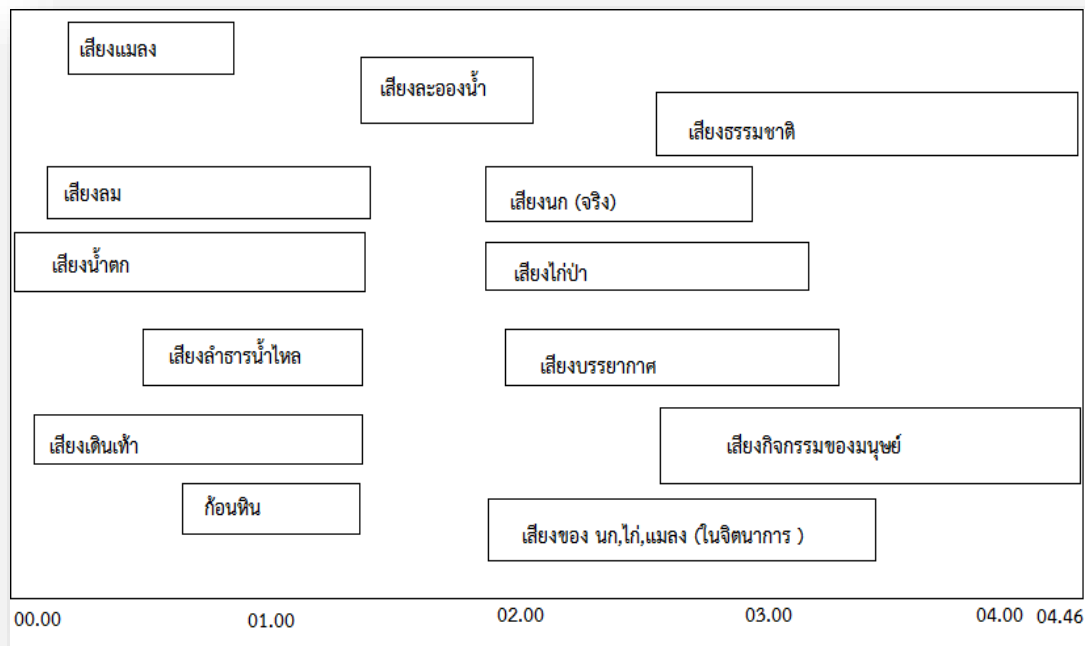 เสียงแมลง
เสียงละอองน้ำ
เสียงธรรมชาติ
เสียงลม
เสียงนก (จริง)
เสียงน้ำตก
เสียงไก่ป่า
เสียงลำธารน้ำไหล
เสียงบรรยากาศ
เสียงเดินเท้า
เสียงกิจกรรมของมนุษย์
ก้อนหิน
เสียงของ นก,ไก่,แมลง (ในจิตนาการ )
00.00 01.00 02.00 03.00 04.00 04.46